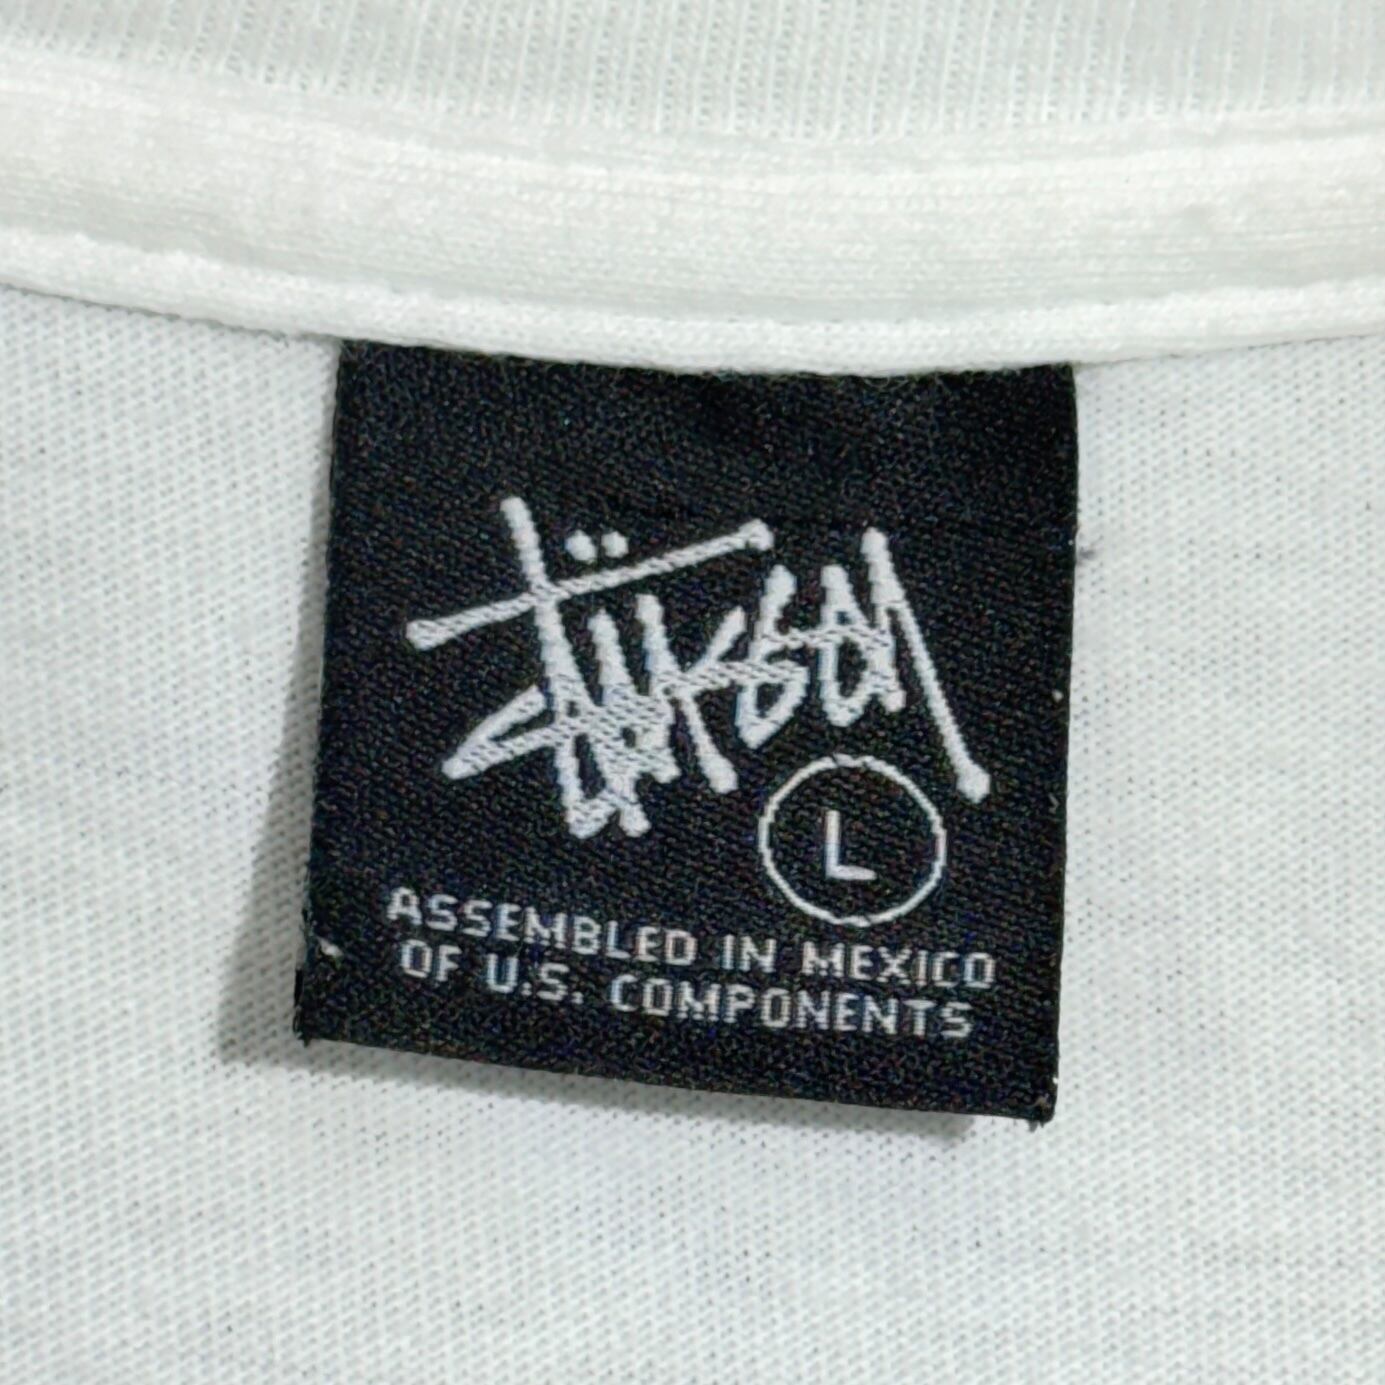 Stüssy
L
ASSEMBLED IN MEXICO
OF U.S. COMPONENTS